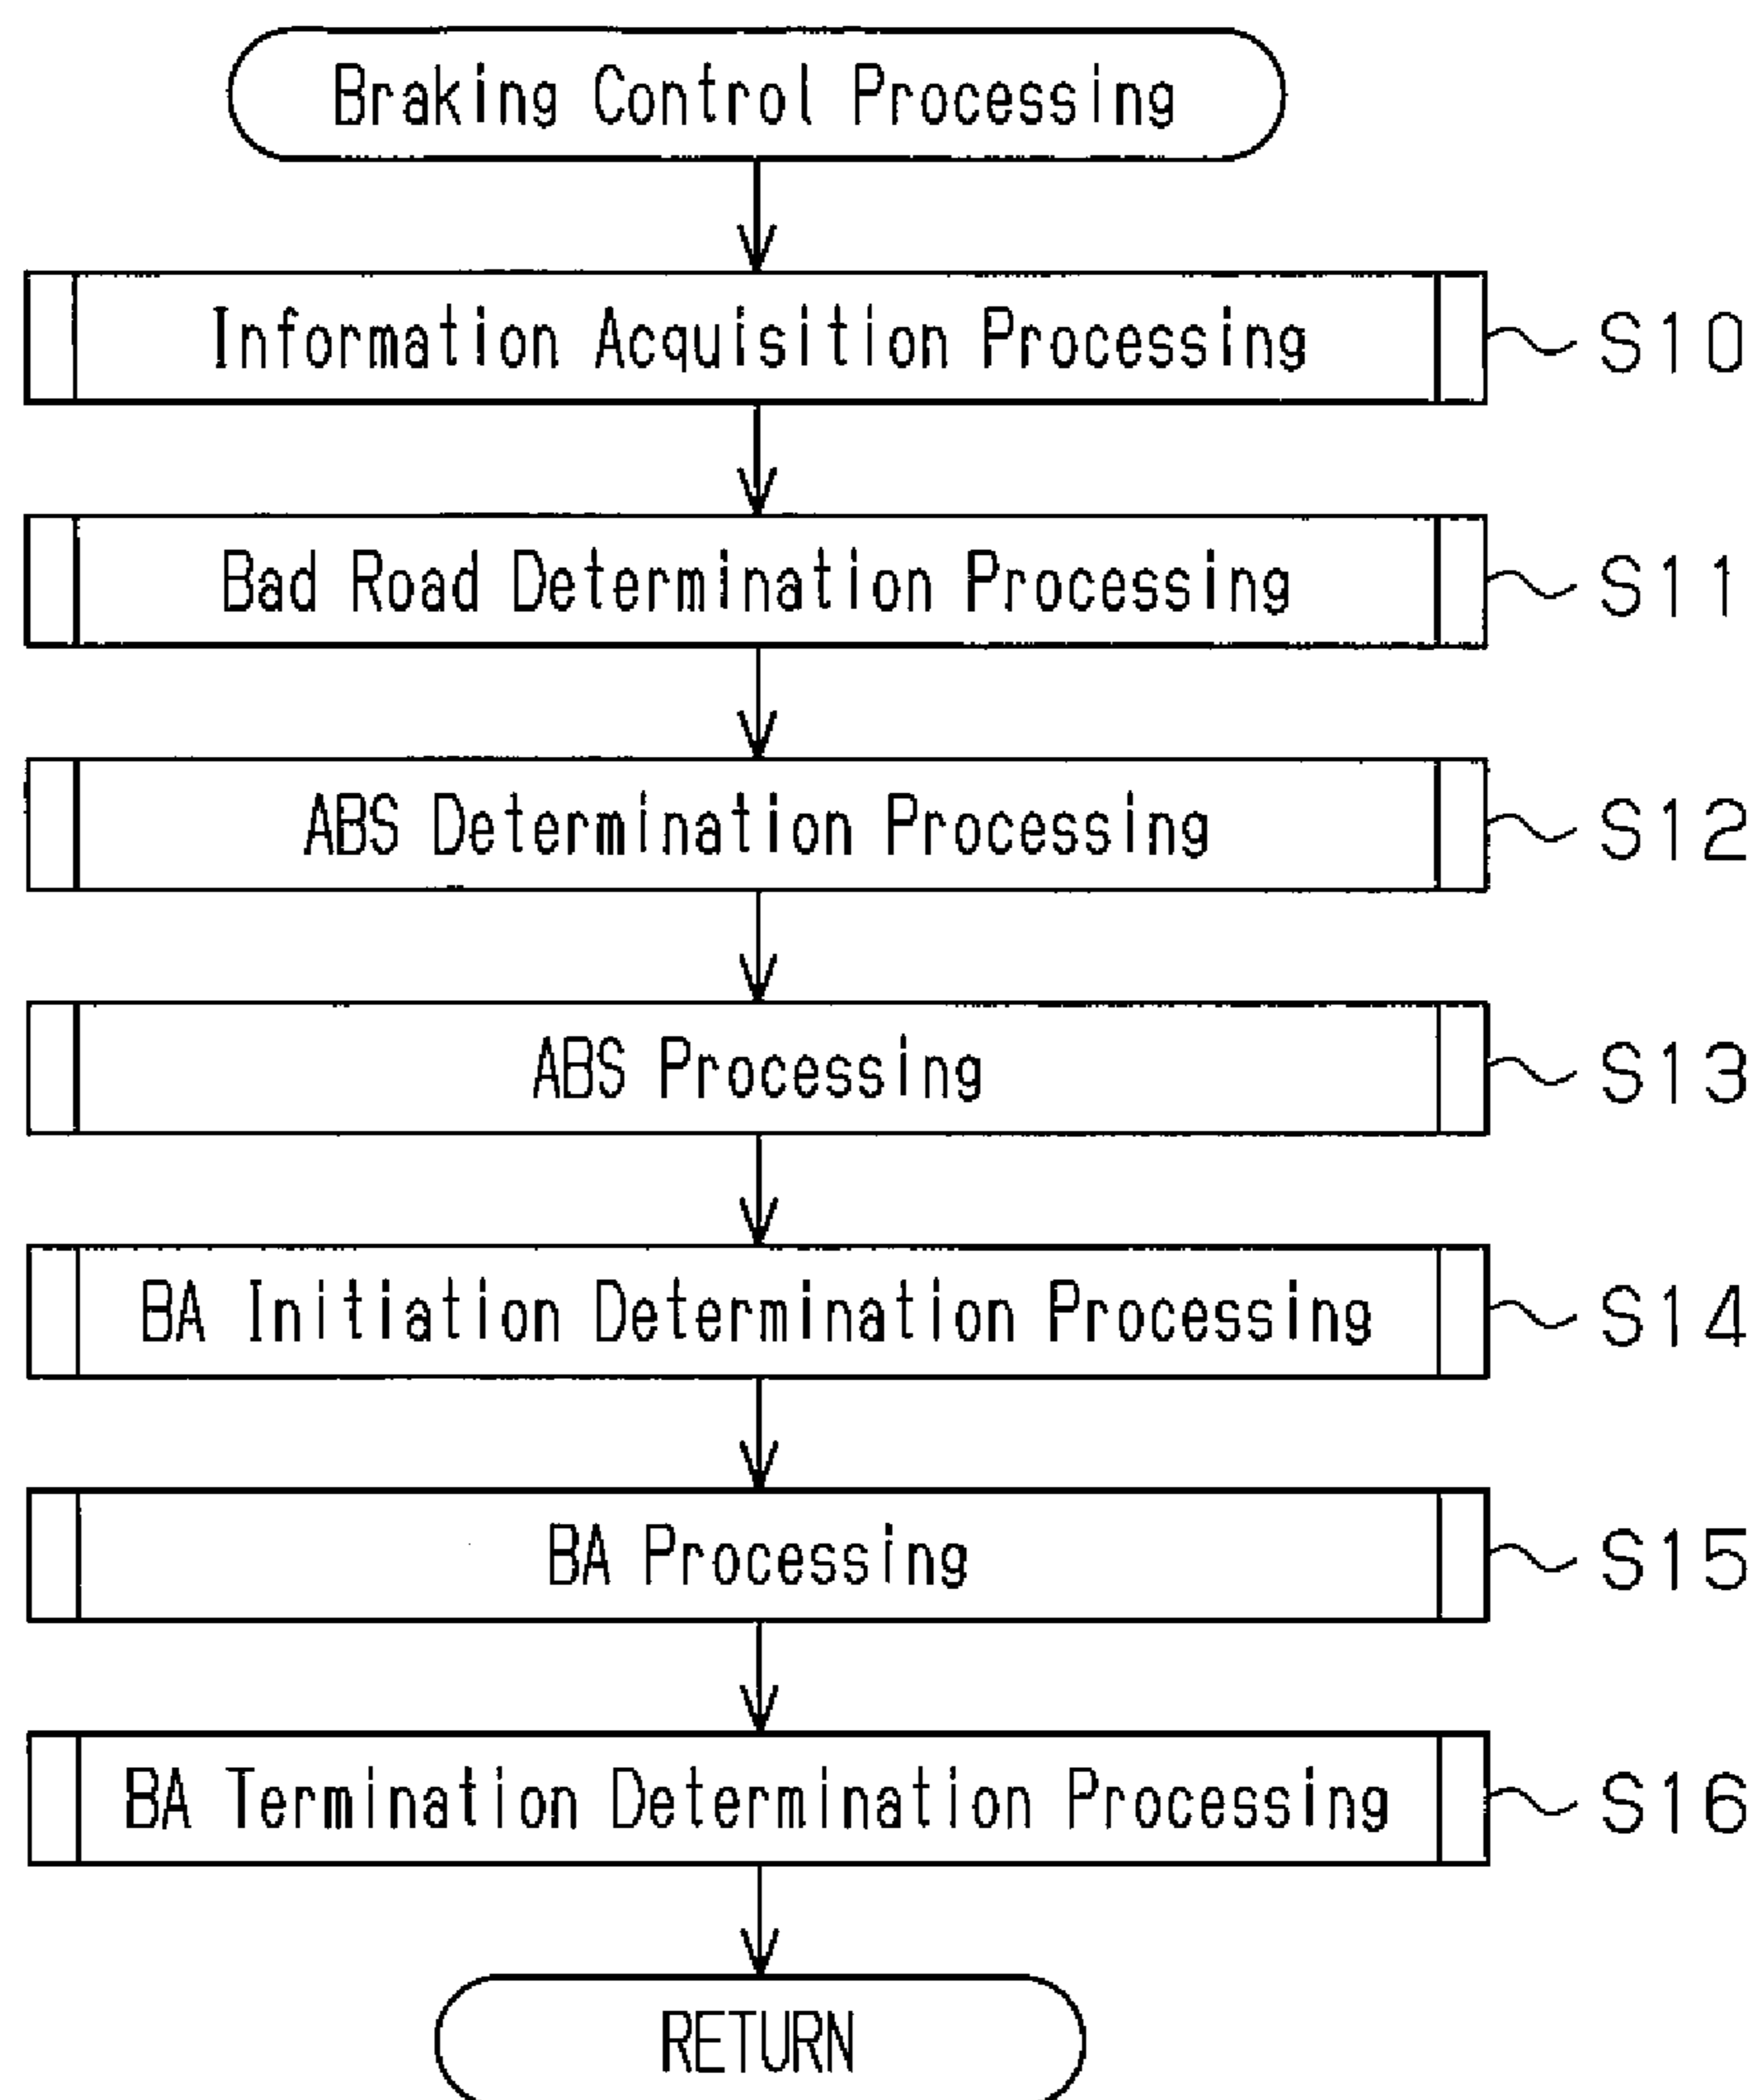 Braking Control Processing
Information Acquisition Processing S10
Bad Road Determination Processing S11
ABS Determination Processing S12
ABS Processing S13
BA Initiation Determination Processing S14
BA Processing S15
BA Termination Determination Processing S16
RETURN